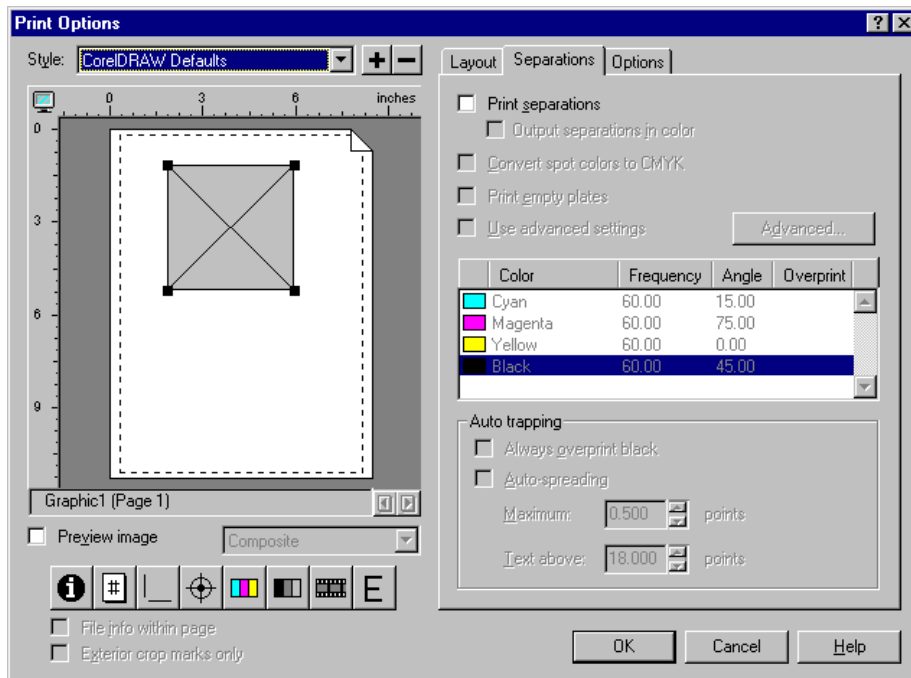 Print Options
Style: CorelDRAW Defaults
0 3 6 inches
0
3
6
9
Graphic1 (Page 1)
Preview image Composite
# E
File info within page
Exterior crop marks only
Layout Separations Options
Print separations
Output separations in color
Convert spot colors to CMYK
Print empty plates
Use advanced settings Advanced...
Color Frequency Angle Overprint
Cyan 60.00 15.00
Magenta 60.00 75.00
Yellow 60.00 0.00
Black 60.00 45.00
Auto trapping
Always overprint black
Auto-spreading
Maximum: 0.500 points
Text above: 18.000 points
OK Cancel Help